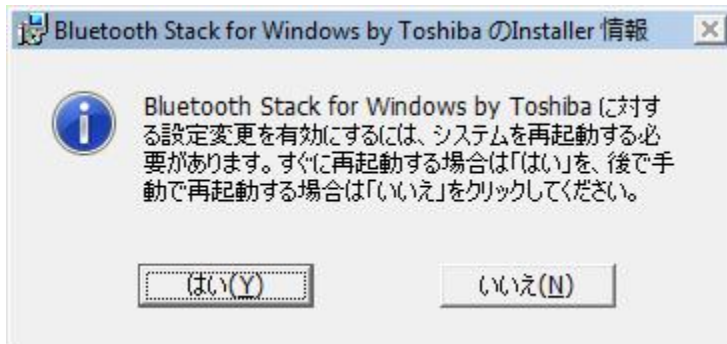 Bluetooth Stack for Windows by Toshiba のInstaller 情報
Bluetooth Stack for Windows by Toshiba に対す
る設定変更を有効にするには、システムを再起動する必
要があります。すぐに再起動する場合は「はい」を、後で手
動で再起動する場合は「いいえ」をクリックしてください。
はい(Y)
いいえ(N)